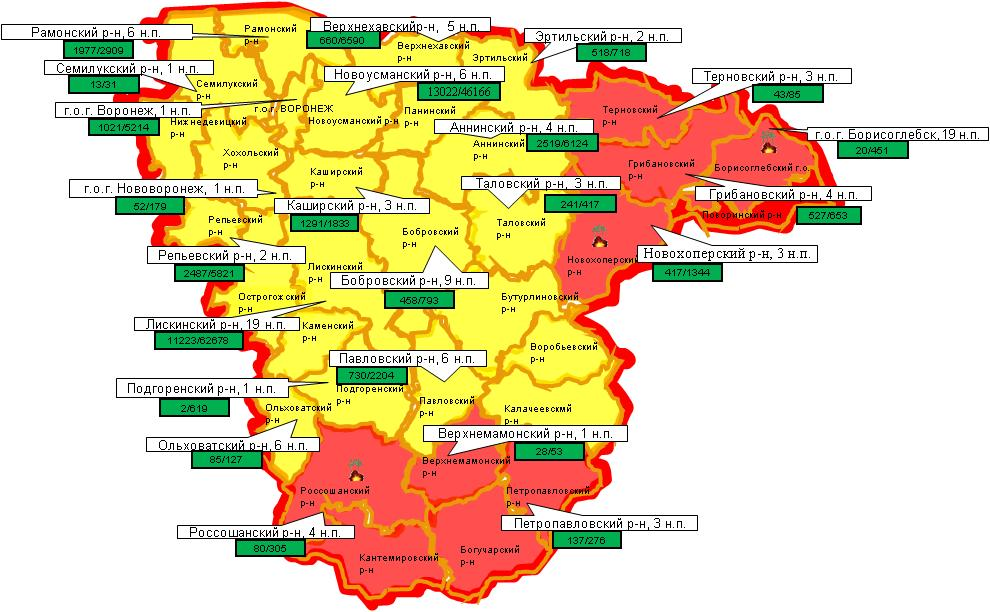 Рамонский р-н, 6 н.п.
1977/2909
Рамонский
р-н
Верхнехавский р-н, 5 н.п.
660/6590
Верхнехавский
р-н
Эртильский р-н, 2 н.п.
518/718
Эртильский
Семилукский р-н, 1 н.п.
13/31
Семилукский
р-н
Новоусманский р-н, 6 н.п.
13022/46166
Терновский р-н, 3 н.п.
43/85
Терновский
р-н
г.о.г. Воронеж, 1 н.п.
1021/5214
г.о.г. ВОРОНЕЖ
Нижнедевицкий
р-н
Новоусманский р-н
Панинский
р-н
Аннинский р-н, 4 н.п.
2519/6124
Аннинский
р-н
г.о.г. Борисоглебск, 19 н.п.
20/451
Хохольский
р-н
Каширский
р-н
Грибановский
р-н
Борисоглебский г.о.
г.о.г. Нововоронеж, 1 н.п.
52/179
Каширский р-н, 3 н.п.
1291/1833
Таловский р-н, 3 н.п.
241/417
Грибановский р-н, 4 н.п.
527/653
Поворинский р-н
Репьевский
р-н
Бобровский
р-н
Таловский
р-н
Репьевский р-н, 2 н.п.
2487/5821
Лискинский
р-н
Новохоперский
р-н
Новохоперский р-н, 3 н.п.
417/1344
Бобровский р-н, 9 н.п.
458/793
Острогожский
р-н
Бутурлиновский
р-н
Лискинский р-н, 19 н.п.
11223/62678
Каменский
р-н
Воробьевский
р-н
Павловский р-н, 6 н.п.
730/2204
Подгоренский р-н, 1 н.п.
2/619
Подгоренский
р-н
Ольховатский
р-н
Павловский
р-н
Калачеевскмй
р-н
Ольховатский р-н, 6 н.п.
85/127
Верхнемамонский р-н, 1 н.п.
28/53
Верхнемамонский
р-н
Россошанский
р-н
Петропавловский
р-н
Россошанский р-н, 4 н.п.
80/305
Петропавловский р-н, 3 н.п.
137/276
Кантемировский
р-н
Богучарский
р-н